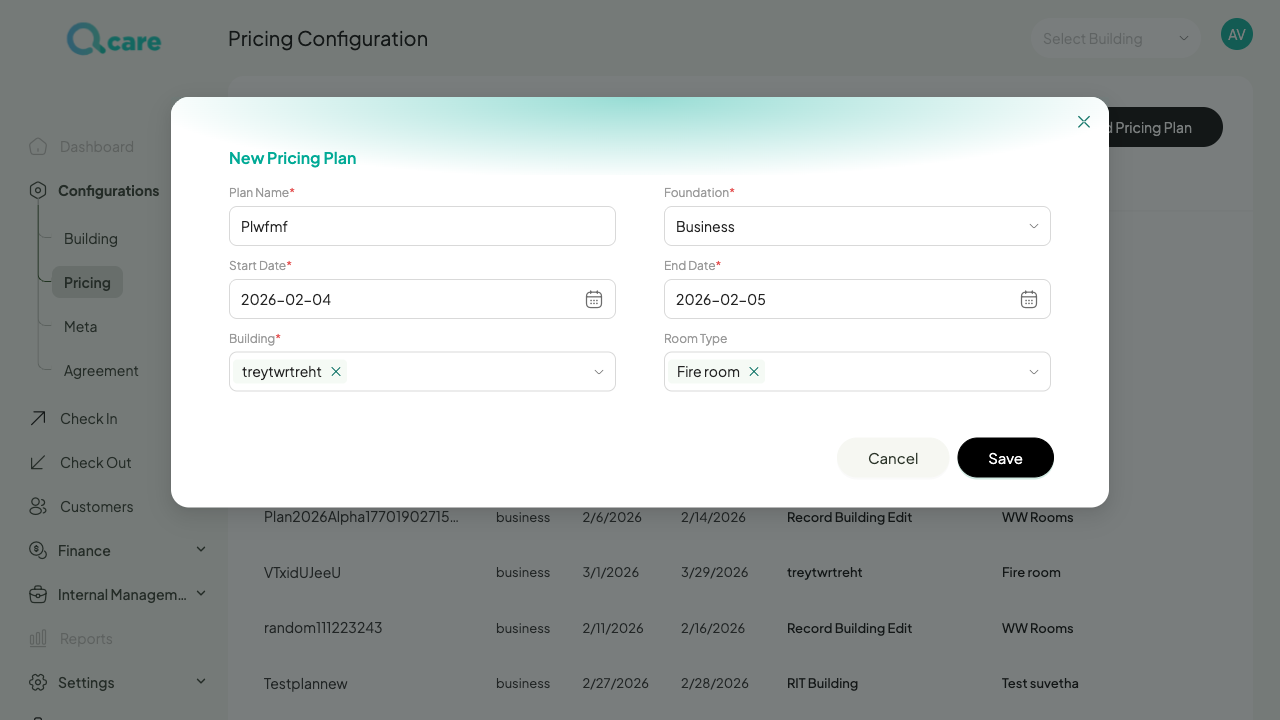 care
Pricing Configuration
Select Building
AV
Dashboard
Configurations
Building
Pricing
Meta
Agreement
Check In
Check Out
Customers
Finance
Internal Managem...
Reports
Settings
Pricing Plan
New Pricing Plan
Plan Name*
Foundation*
Plwfmf
Business
Start Date*
End Date*
2026-02-04
2026-02-05
Building*
Room Type
treytwrtreht
Fire room
Cancel
Save
Plan2026Alpha17701902715... business 2/6/2026 2/14/2026 Record Building Edit WW Rooms
VTxidUJeeU business 3/1/2026 3/29/2026 treytwrtreht Fire room
random111223243 business 2/11/2026 2/16/2026 Record Building Edit WW Rooms
Testplannew business 2/27/2026 2/28/2026 RIT Building Test suvetha